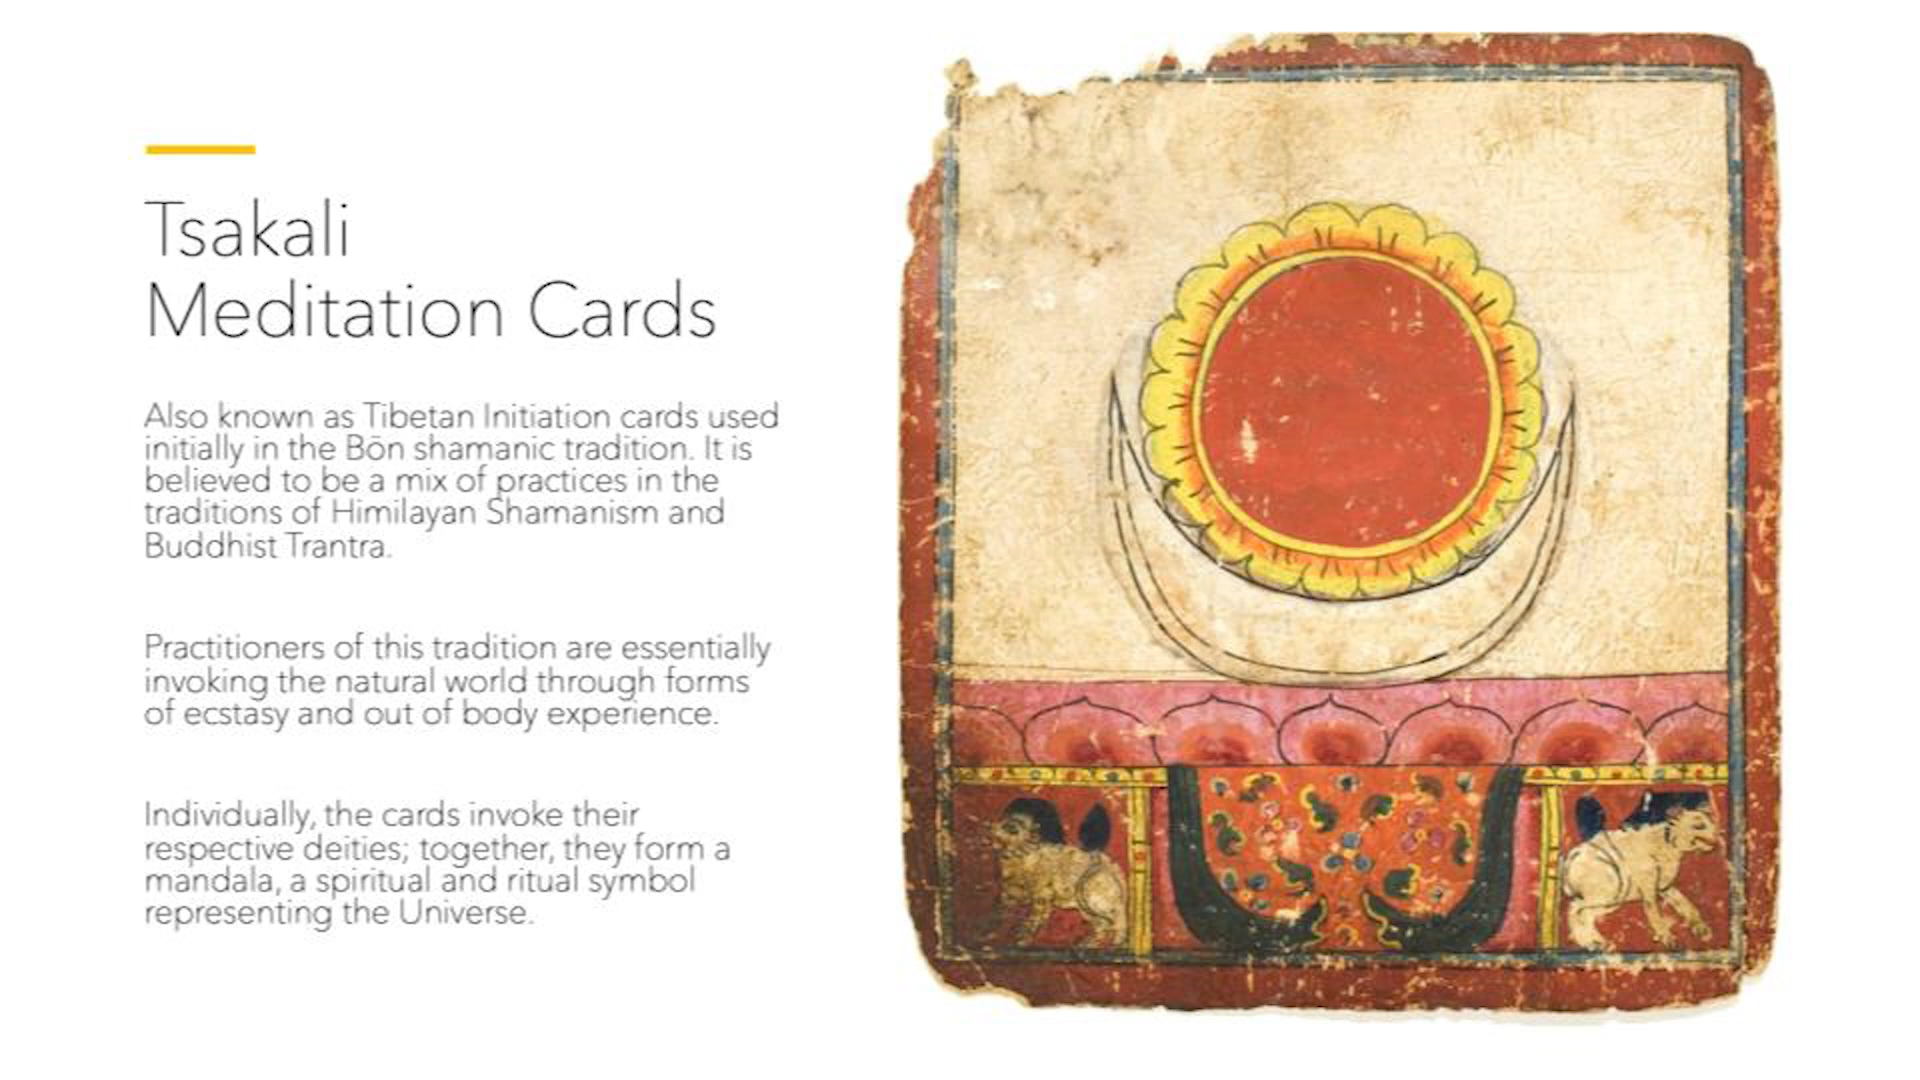 Tsakali
Meditation Cards
Also known as Tibetan Initiation cards used
initially in the Bön shamanic tradition. It is
believed to be a mix of practices in the
traditions of Himilayan Shamanism and
Buddhist Trantra.
Practitioners of this tradition are essentially
invoking the natural world through forms
of ecstasy and out of body experience.
Individually, the cards invoke their
respective deities; together, they form a
mandala, a spiritual and ritual symbol
representing the Universe.